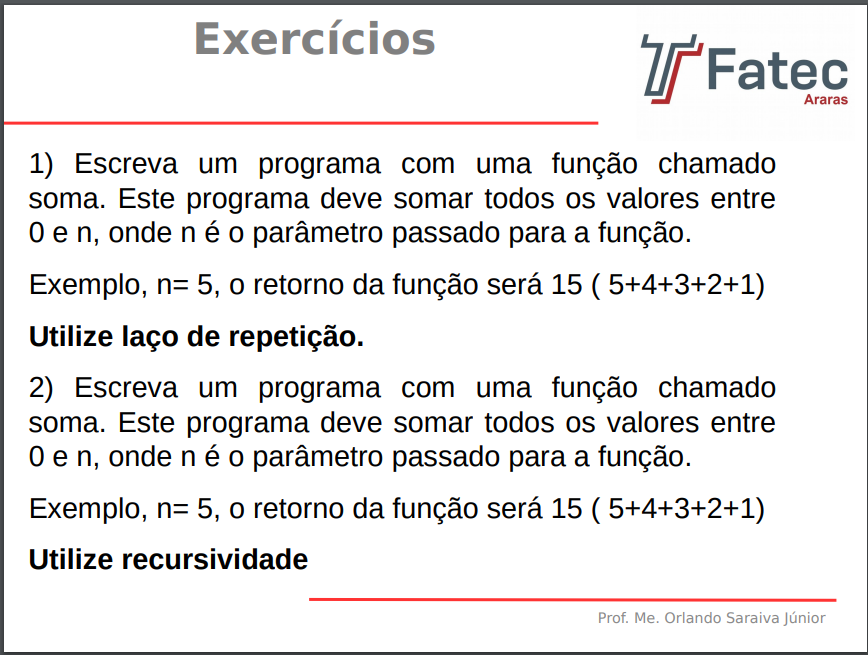 Exercícios
Fatec
Araras
1) Escreva um programa com uma função chamado
soma. Este programa deve somar todos os valores entre
0 e n, onde n é o parâmetro passado para a função.
Exemplo, n= 5, o retorno da função será 15 ( 5+4+3+2+1)
Utilize laço de repetição.
2) Escreva um programa com uma função chamado
soma. Este programa deve somar todos os valores entre
0 e n, onde n é o parâmetro passado para a função.
Exemplo, n= 5, o retorno da função será 15 ( 5+4+3+2+1)
Utilize recursividade
Prof. Me. Orlando Saraiva Júnior